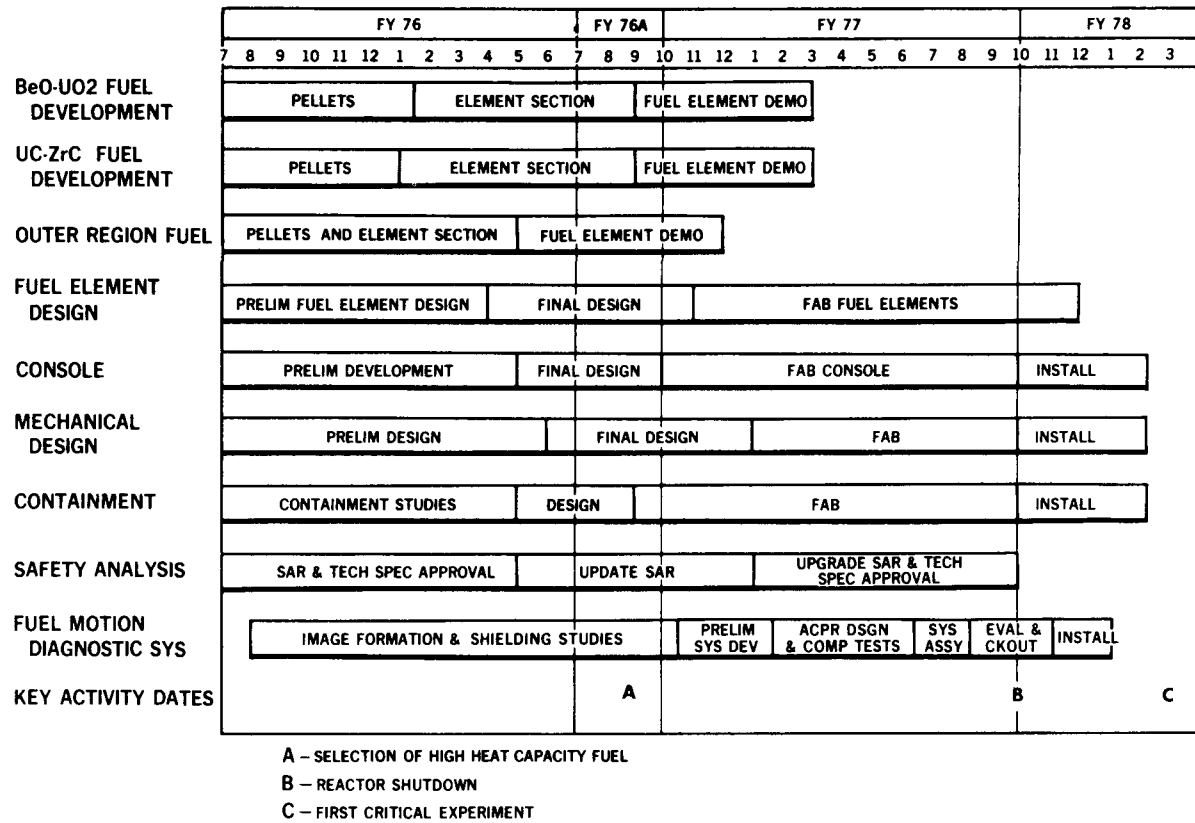 FY 76 FY 76A FY 77 FY 78
7 8 9 10 11 12 1 2 3 4 5 6 7 8 9 10 11 12 1 2 3 4 5 6 7 8 9 10 11 12 1 2 3
BeO-UO2 FUEL
DEVELOPMENT
PELLETS ELEMENT SECTION FUEL ELEMENT DEMO
UC-ZrC FUEL
DEVELOPMENT
PELLETS ELEMENT SECTION FUEL ELEMENT DEMO
OUTER REGION FUEL PELLETS AND ELEMENT SECTION FUEL ELEMENT DEMO
FUEL ELEMENT
DESIGN
PRELIM FUEL ELEMENT DESIGN FINAL DESIGN FAB FUEL ELEMENTS
CONSOLE PRELIM DEVELOPMENT FINAL DESIGN FAB CONSOLE INSTALL
MECHANICAL
DESIGN
PRELIM DESIGN FINAL DESIGN FAB INSTALL
CONTAINMENT CONTAINMENT STUDIES DESIGN FAB INSTALL
SAFETY ANALYSIS SAR & TECH SPEC APPROVAL UPDATE SAR
UPGRADE SAR & TECH
SPEC APPROVAL
FUEL MOTION
DIAGNOSTIC SYS
IMAGE FORMATION & SHIELDING STUDIES
PRELIM
SYS DEV
ACPR DSGN
& COMP TESTS
SYS
ASSY
EVAL &
CKOUT
INSTALL
KEY ACTIVITY DATES A B C
A – SELECTION OF HIGH HEAT CAPACITY FUEL
B – REACTOR SHUTDOWN
C – FIRST CRITICAL EXPERIMENT